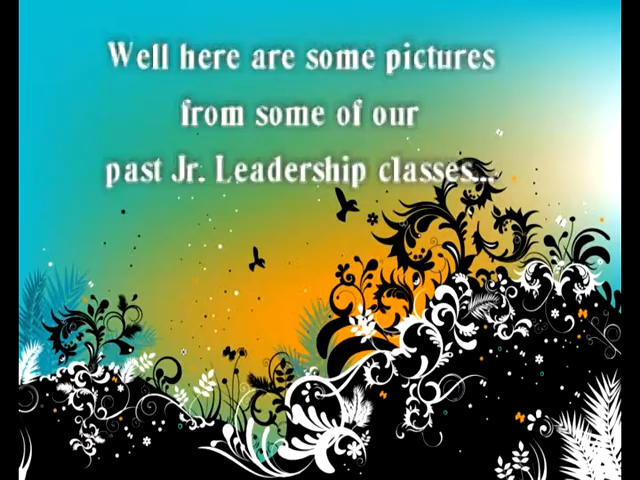 Well here are some pictures
from some of our
past Jr. Leadership classes...